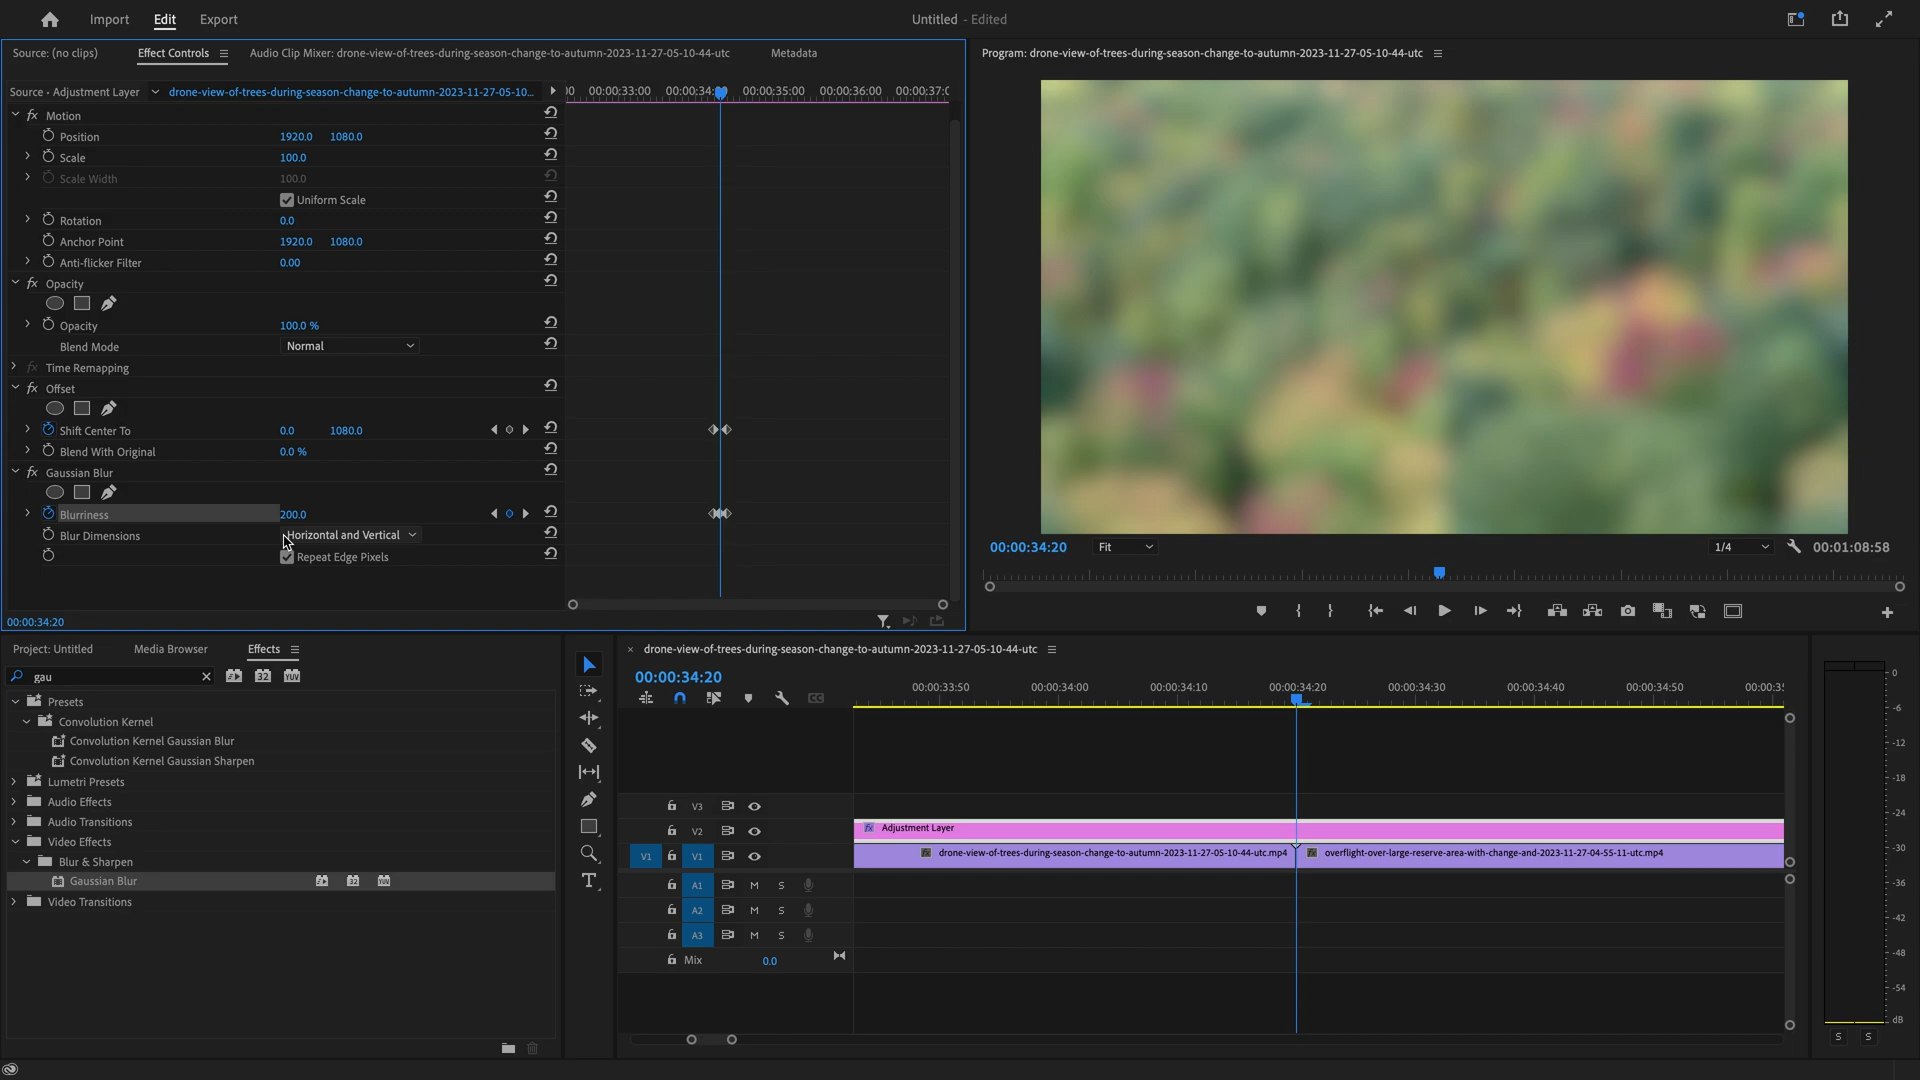 Import Edit Export Untitled - Edited
Source: (no clips) Effect Controls Audio Clip Mixer: drone-view-of-trees-during-season-change-to-autumn-2023-11-27-05-10-44-utc Metadata
Source • Adjustment Layer drone-view-of-trees-during-season-change-to-autumn-2023-11-27-05-10...
00:00:33:00 00:00:35:00 00:00:36:00
Motion
Position 1920.0 1080.0
Scale 100.0
Scale Width 100.0
Uniform Scale
Rotation 0.0
Anchor Point 1920.0 1080.0
Anti-flicker Filter 0.00
Opacity
Opacity 100.0 %
Blend Mode Normal
Time Remapping
Offset
Shift Center To 0.0 1080.0
Blend With Original 0.0 %
Gaussian Blur
Blurriness 200.0
Blur Dimensions Horizontal and Vertical
Repeat Edge Pixels
00:00:34:20
Program: drone-view-of-trees-during-season-change-to-autumn-2023-11-27-05-10-44-utc
00:00:34:20 Fit 1/4 00:01:08:58
Project: Untitled Media Browser Effects
gau 32 YUV
Presets
Convolution Kernel
Convolution Kernel Gaussian Blur
Convolution Kernel Gaussian Sharpen
Lumetri Presets
Audio Effects
Audio Transitions
Video Effects
Blur & Sharpen
Gaussian Blur
Video Transitions
× drone-view-of-trees-during-season-change-to-autumn-2023-11-27-05-10-44-utc
00:00:34:20
00:00:33:50 00:00:34:00 00:00:34:10 00:00:34:20 00:00:34:30 00:00:34:40 00:00:34:50
V3
V2 Adjustment Layer
V1 V1 drone-view-of-trees-during-season-change-to-autumn-2023-11-27-05-10-44-utc.mp4 overflight-over-large-reserve-area-with-change-and-2023-11-27-04-55-11-utc.mp4
A1 M S
A2 M S
A3 M S
Mix 0.0
0
-6
-12
-18
-24
-30
-36
-42
-48
-54
dB
S S